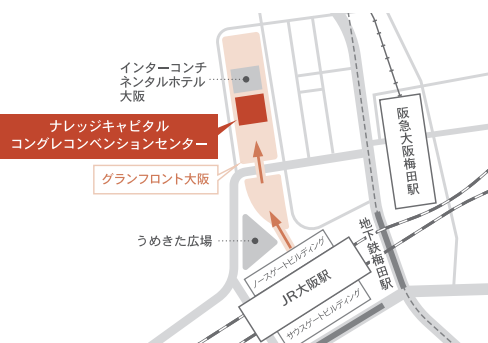 インターコンチ
ネンタルホテル
大阪
ナレッジキャピタル
コングレコンベンションセンター
グランフロント大阪
うめきた広場
阪急大阪梅田駅
地下鉄梅田駅
ノースゲートビルディング
JR大阪駅
サウスゲートビルディング